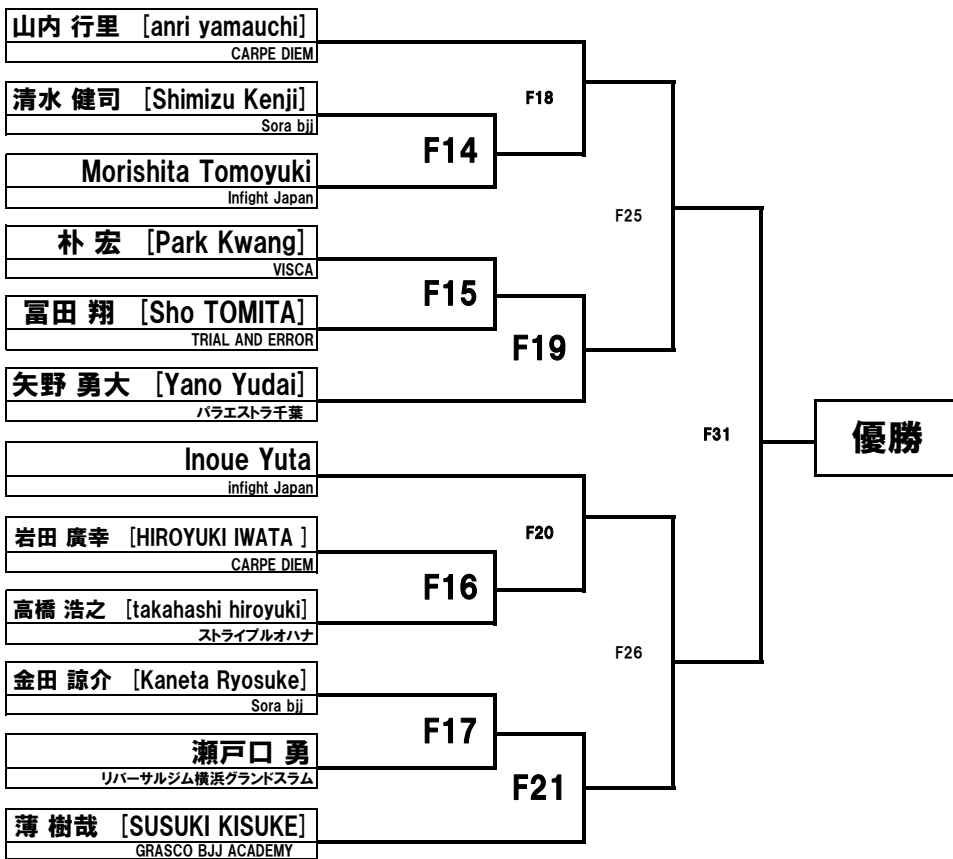 山内 行里 [anri yamauchi]
CARPE DIEM
清水 健司 [Shimizu Kenji]
Sora bjj
Morishita Tomoyuki
Infight Japan
朴 宏 [Park Kwang]
VISCA
冨田 翔 [Sho TOMITA]
TRIAL AND ERROR
矢野 勇大 [Yano Yudai]
パラエストラ千葉
Inoue Yuta
infight Japan
岩田 廣幸 [HIROYUKI IWATA ]
CARPE DIEM
高橋 浩之 [takahashi hiroyuki]
ストライプルオハナ
金田 諒介 [Kaneta Ryosuke]
Sora bjj
瀬戸口 勇
リバーサルジム横浜グランドスラム
薄 樹哉 [SUSUKI KISUKE]
GRASCO BJJ ACADEMY
F14
F15
F16
F17
F18
F19
F20
F21
F25
F26
F31
優勝